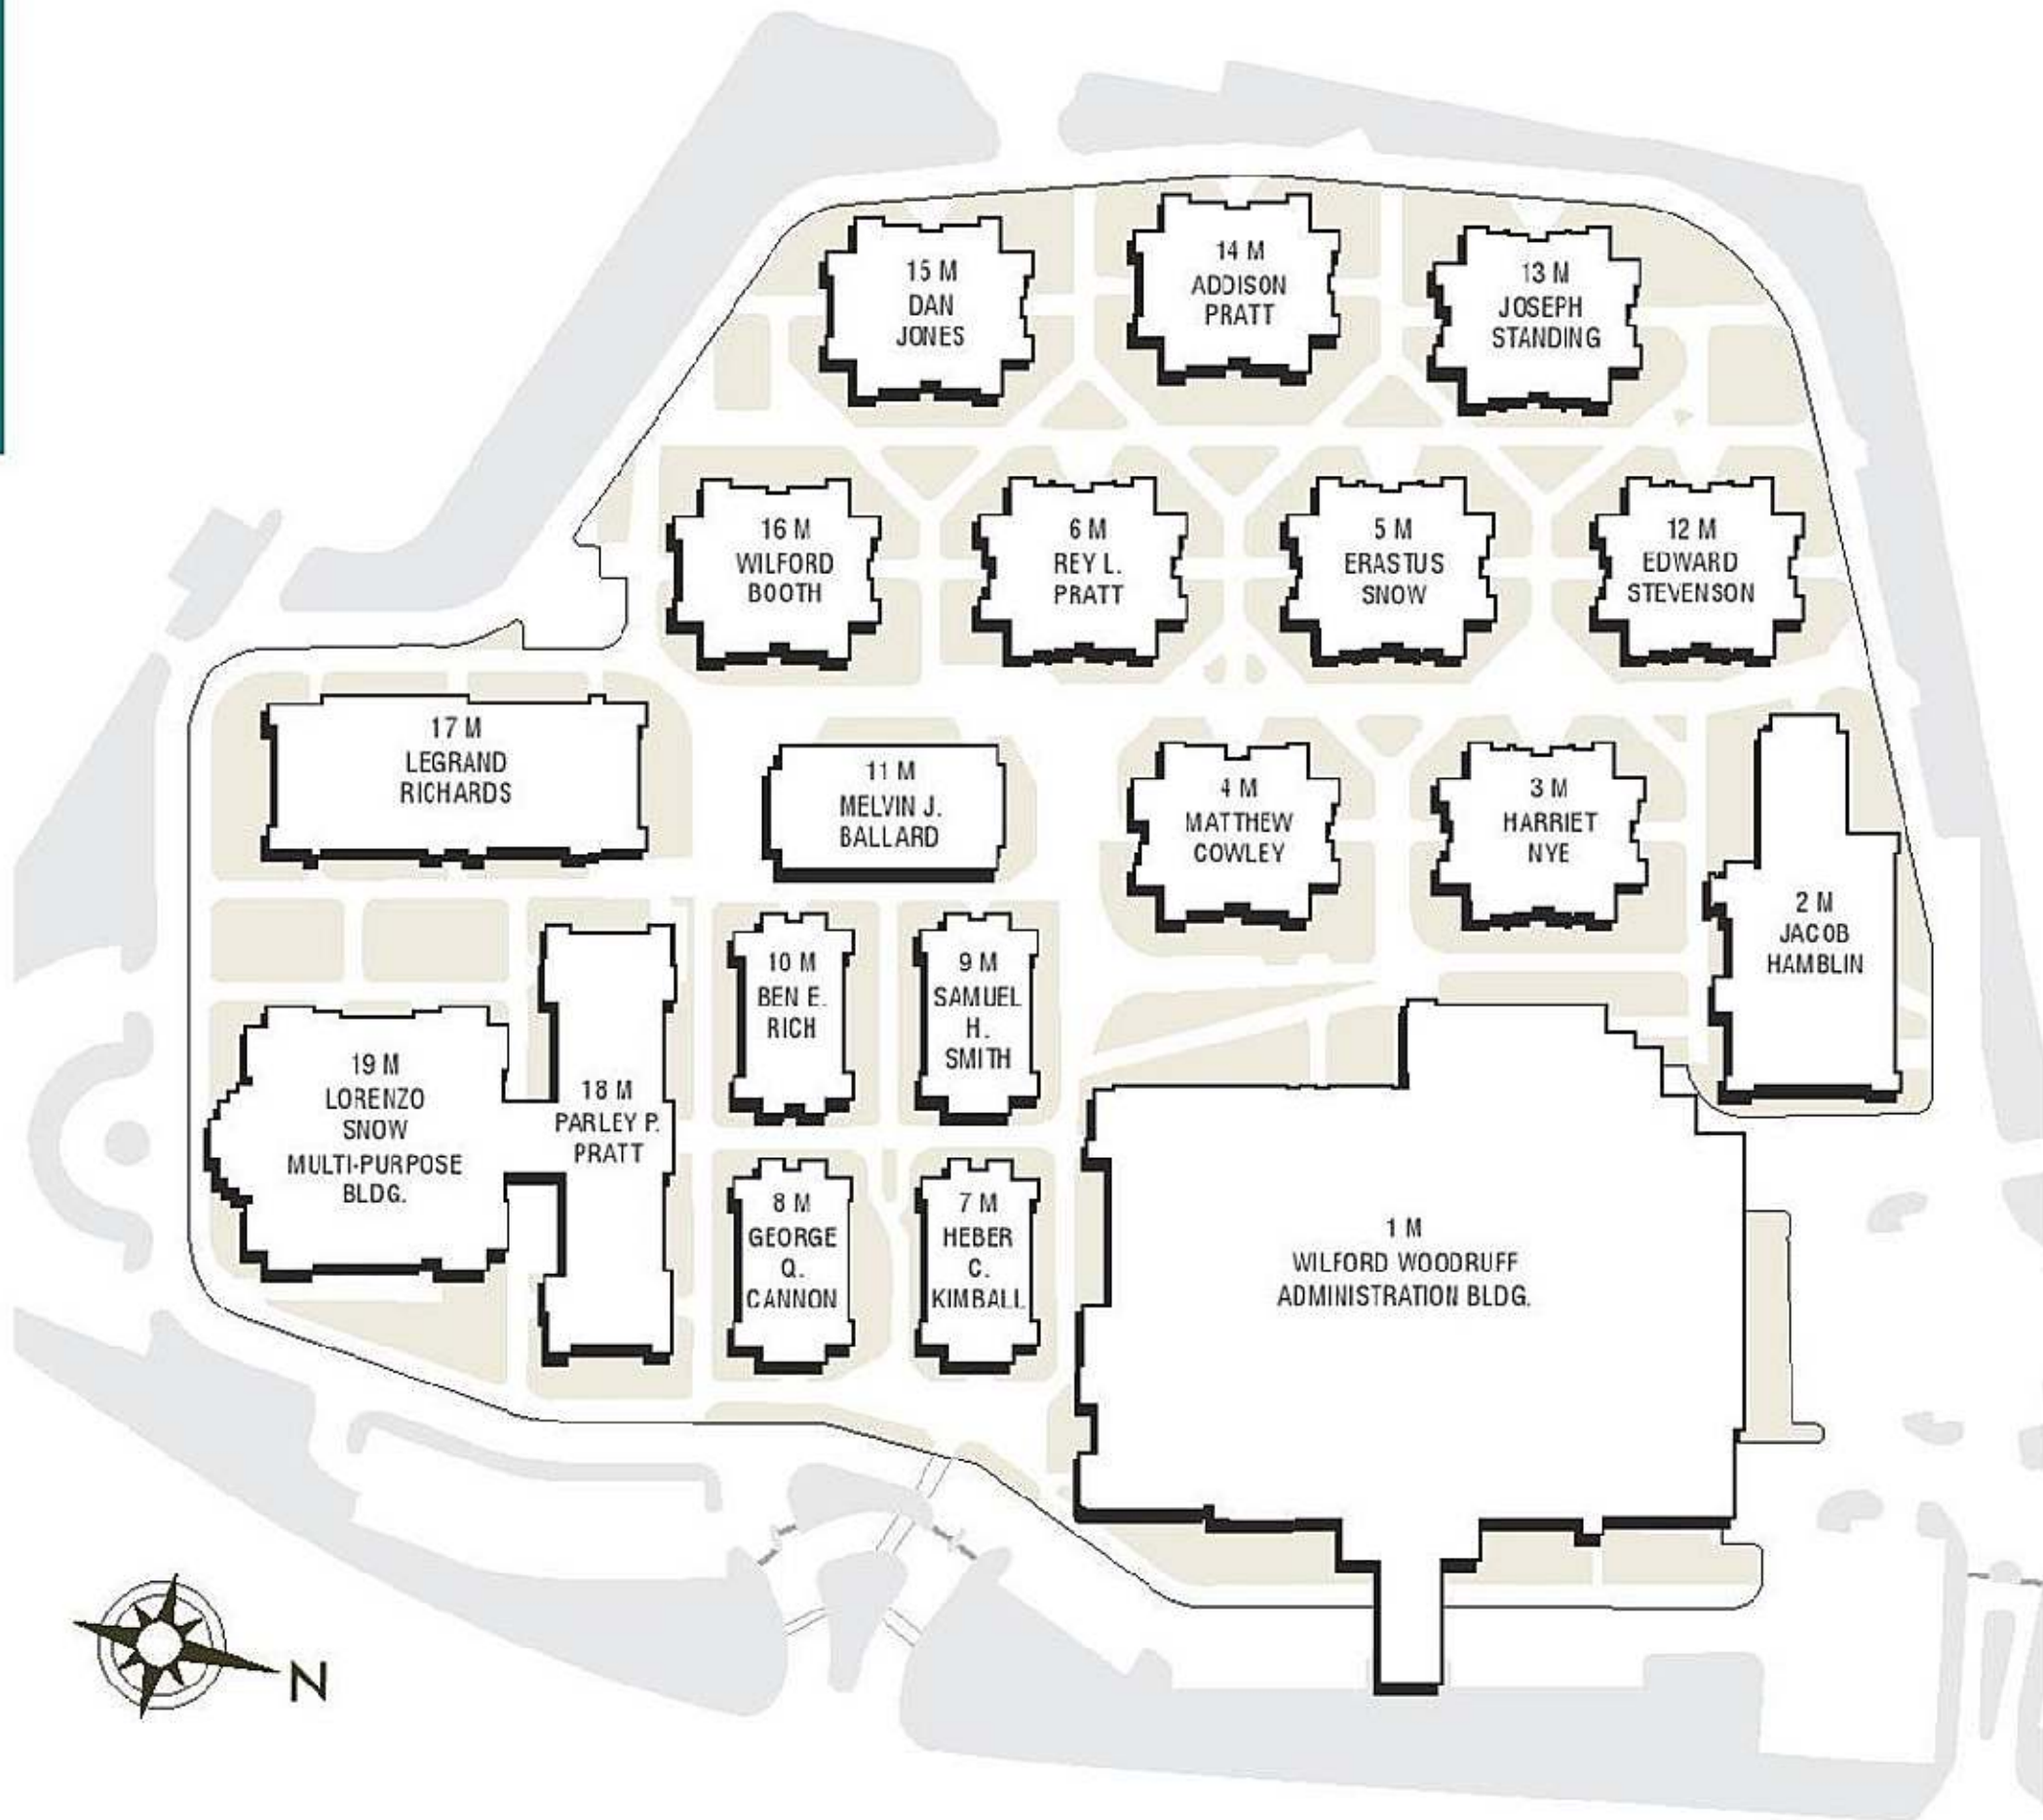 15 M
DAN
JONES
14 M
ADDISON
PRATT
13 M
JOSEPH
STANDING
16 M
WILFORD
BOOTH
6 M
REY L.
PRATT
5 M
ERASTUS
SNOW
12 M
EDWARD
STEVENSON
17 M
LEGRAND
RICHARDS
11 M
MELVIN J.
BALLARD
4 M
MATTHEW
COWLEY
3 M
HARRIET
NYE
2 M
JACOB
HAMBLIN
10 M
BEN E.
RICH
9 M
SAMUEL
H.
SMITH
19 M
LORENZO
SNOW
MULTI-PURPOSE
BLDG.
18 M
PARLEY P.
PRATT
8 M
GEORGE
Q.
CANNON
7 M
HEBER
C.
KIMBALL
1 M
WILFORD WOODRUFF
ADMINISTRATION BLDG.
N